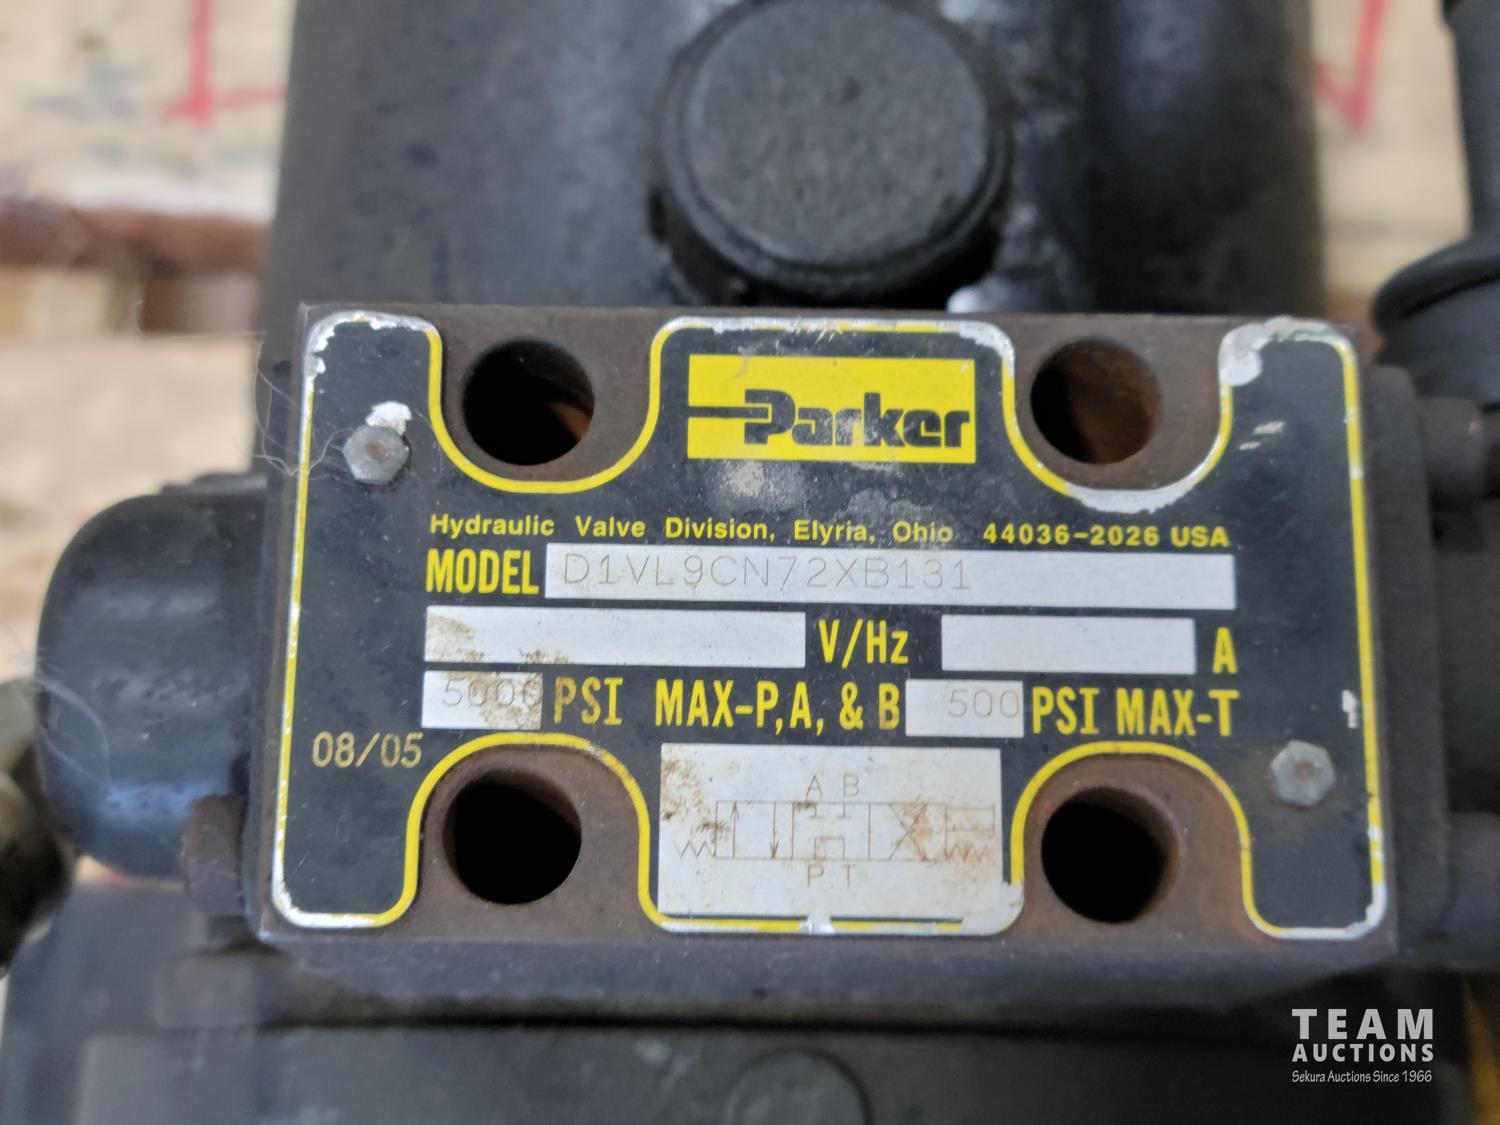 Parker
Hydraulic Valve Division, Elyria, Ohio 44036-2026 USA
MODEL D1VL9CN72XB131
V/Hz A
5000 PSI MAX-P,A, & B 500 PSI MAX-T
08/05
A B
P T
TEAM
AUCTIONS
Sekura Auctions Since 1966